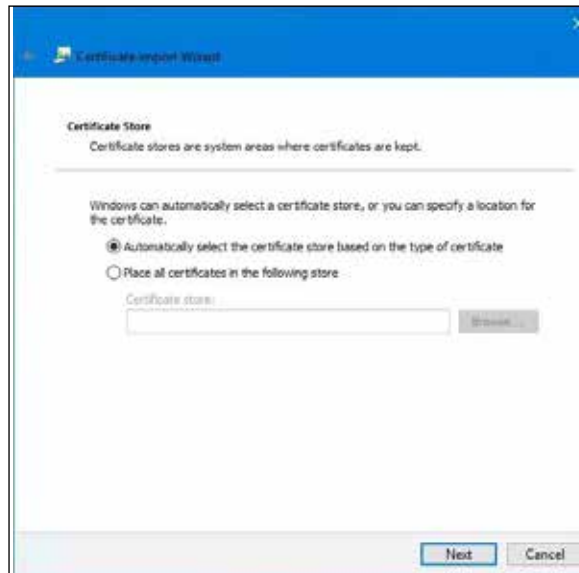 Certificate Import Wizard
Certificate Store
Certificate stores are system areas where certificates are kept.
Windows can automatically select a certificate store, or you can specify a location for
the certificate.
Automatically select the certificate store based on the type of certificate
Place all certificates in the following store
Certificate store:
Browse...
Next
Cancel